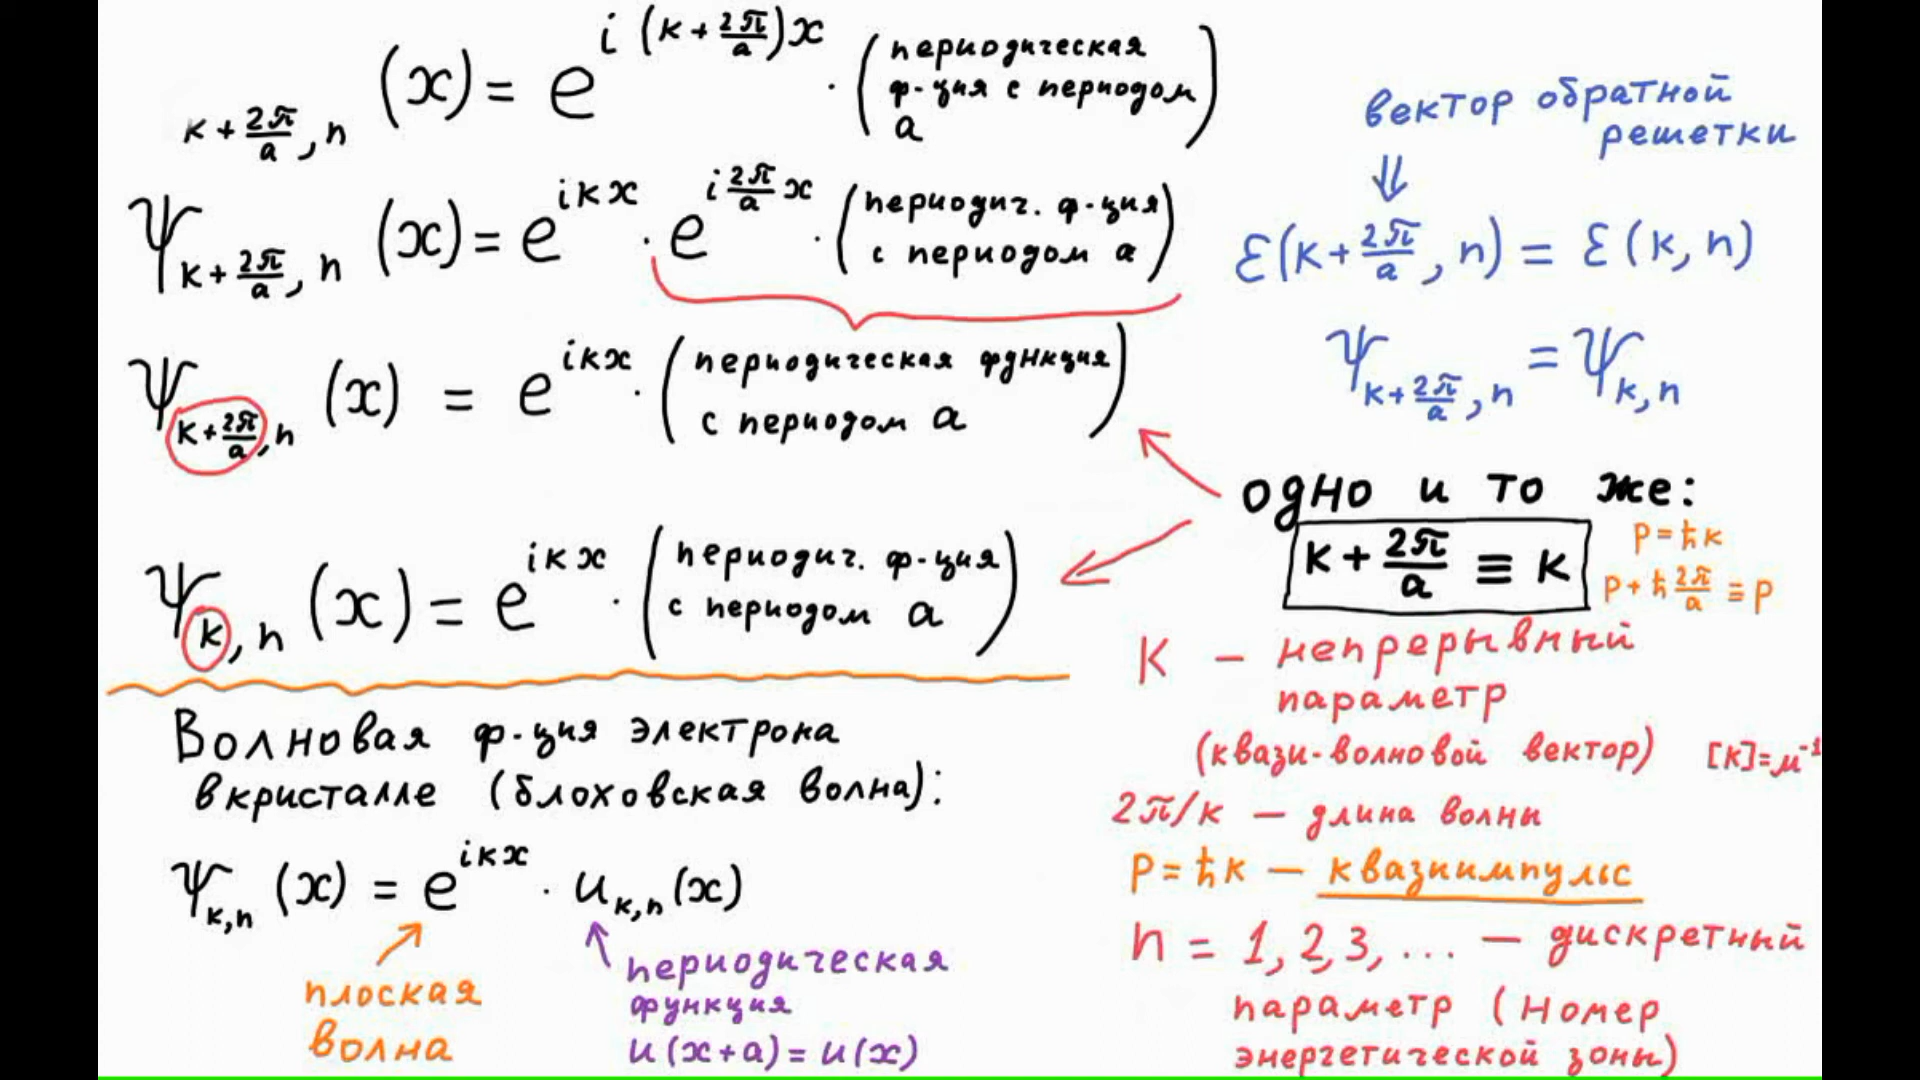 k + 2π/a, n (x) = e^{i(k + 2π/a)x} · (периодическая
ф-ция с периодом
a)
Ψ_{k + 2π/a, n} (x) = e^{ikx} · e^{i 2π/a x} · (периодич. ф-ция
с периодом a)
Ψ_{k + 2π/a, n} (x) = e^{ikx} · (периодическая функция
с периодом a)
Ψ_{k, n} (x) = e^{ikx} · (периодич. ф-ция
с периодом a)
Волновая ф-ция электрона
в кристалле (блоховская волна):
Ψ_{k,n} (x) = e^{ikx} · u_{k,n}(x)
плоская
волна
периодическая
функция
u(x+a) = u(x)
вектор обратной
решетки
⇓
ε(k + 2π/a, n) = ε(k, n)
Ψ_{k + 2π/a, n} = Ψ_{k,n}
одно и то же:
k + 2π/a ≡ k
p = ħk
p + ħ 2π/a ≡ p
K – непрерывный
параметр
(квази-волновой вектор) [k]=м⁻¹
2π/k – длина волны
P = ħk – квазиимпульс
n = 1, 2, 3, ... – дискретный
параметр (номер
энергетической зоны)